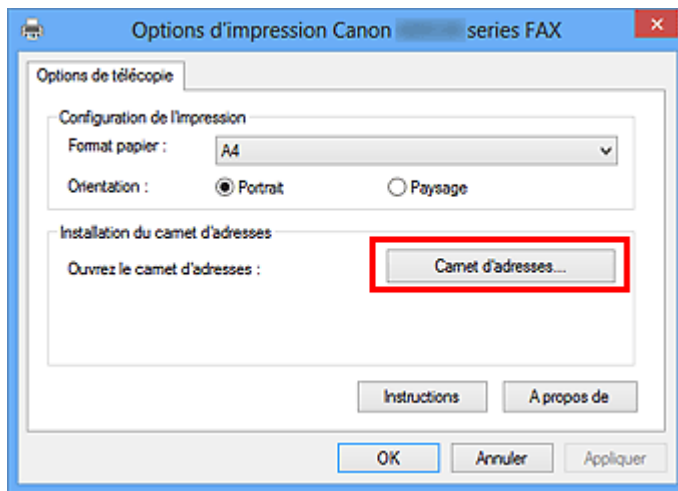 Options d'impression Canon series FAX
Options de télécopie
Configuration de l'impression
Format papier : A4
Orientation : Portrait Paysage
Installation du carnet d'adresses
Ouvrez le carnet d'adresses : Carnet d'adresses...
Instructions A propos de
OK Annuler Appliquer